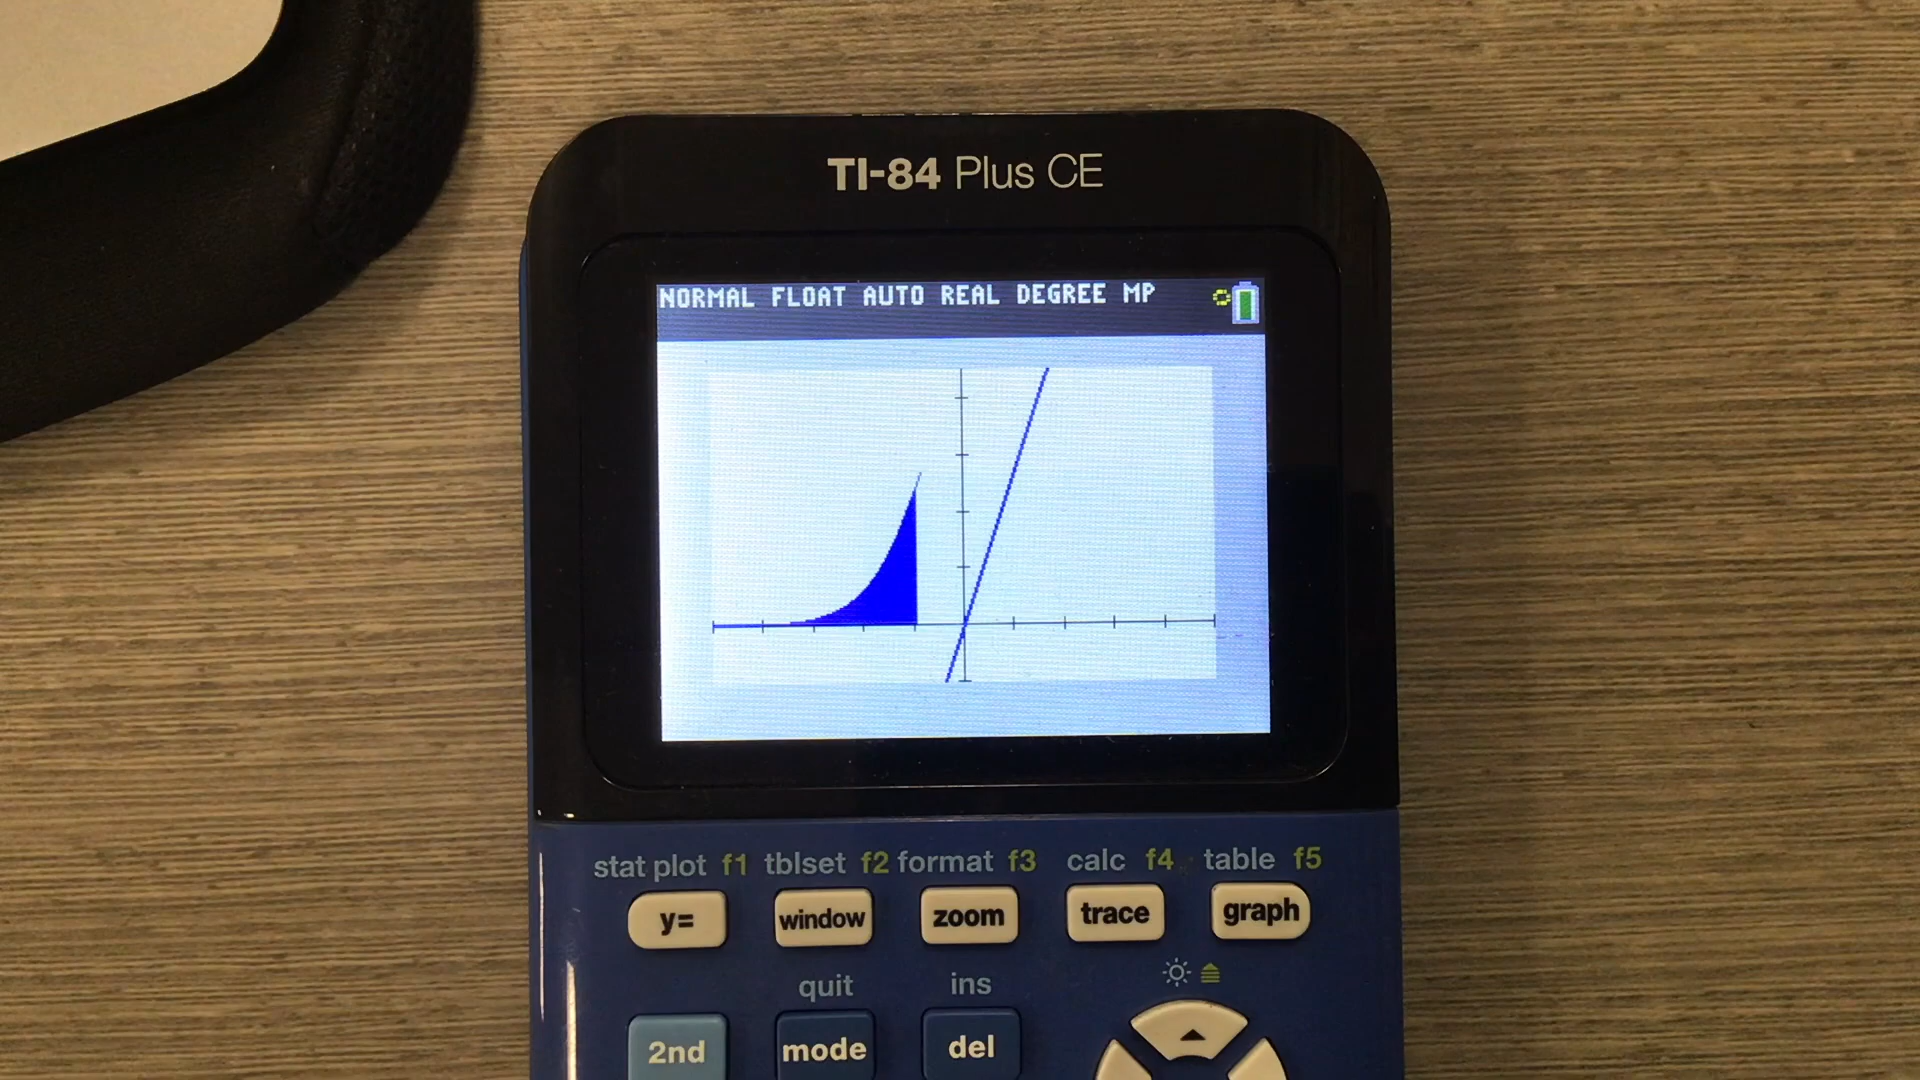 TI-84 Plus CE
NORMAL FLOAT AUTO REAL DEGREE MP
stat plot f1 tblset f2 format f3 calc f4 table f5
y= window zoom trace graph
quit ins
2nd mode del